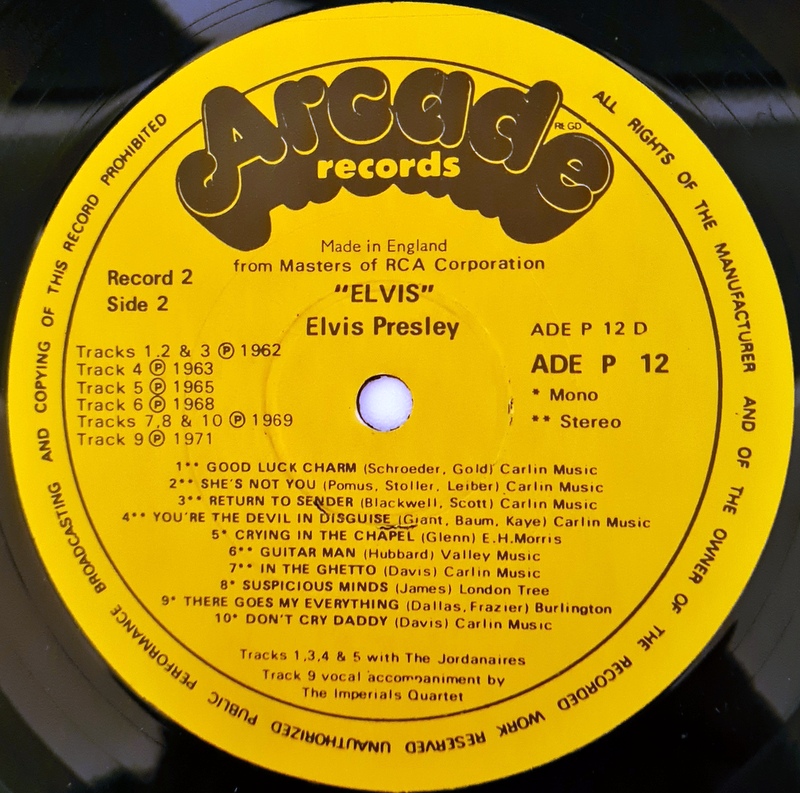 Arcade
REGD
records
Made in England
from Masters of RCA Corporation
Record 2
Side 2
"ELVIS"
Elvis Presley
ADE P 12 D
ADE P 12
* Mono
** Stereo
Tracks 1.2 & 3 Ⓟ 1962
Track 4 Ⓟ 1963
Track 5 Ⓟ 1965
Track 6 Ⓟ 1968
Tracks 7,8 & 10 Ⓟ 1969
Track 9 Ⓟ 1971
1** GOOD LUCK CHARM (Schroeder, Gold) Carlin Music
2** SHE'S NOT YOU (Pomus, Stoller, Leiber) Carlin Music
3** RETURN TO SENDER (Blackwell, Scott) Carlin Music
4** YOU'RE THE DEVIL IN DISGUISE (Giant, Baum, Kaye) Carlin Music
5* CRYING IN THE CHAPEL (Glenn) E.H.Morris
6** GUITAR MAN (Hubbard) Valley Music
7** IN THE GHETTO (Davis) Carlin Music
8* SUSPICIOUS MINDS (James) London Tree
9* THERE GOES MY EVERYTHING (Dallas, Frazier) Burlington
10* DON'T CRY DADDY (Davis) Carlin Music
Tracks 1,3,4 & 5 with The Jordanaires
Track 9 vocal accompaniment by
The Imperials Quartet
ALL RIGHTS OF THE MANUFACTURER AND OF THE OWNER OF THE RECORDED WORK RESERVED UNAUTHORIZED PUBLIC PERFORMANCE BROADCASTING AND COPYING OF THIS RECORD PROHIBITED